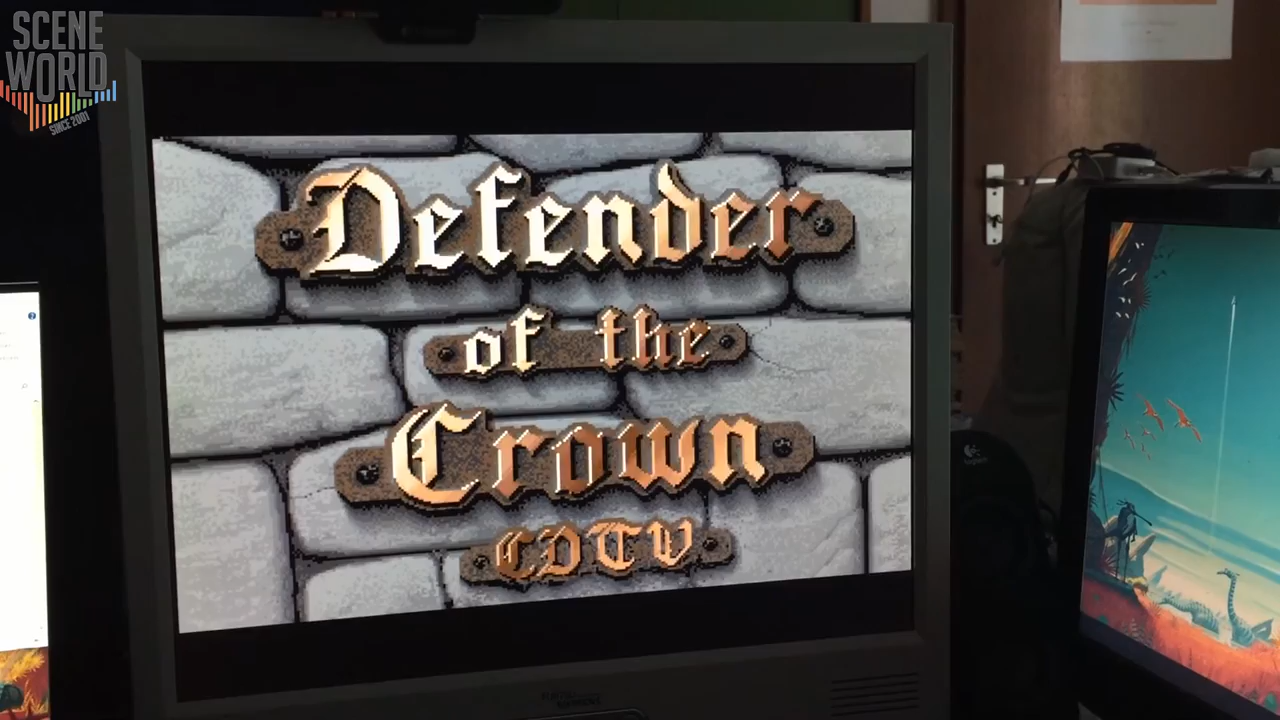 SCENE
WORLD
SINCE 2001
Defender
of the
Crown
CDTV